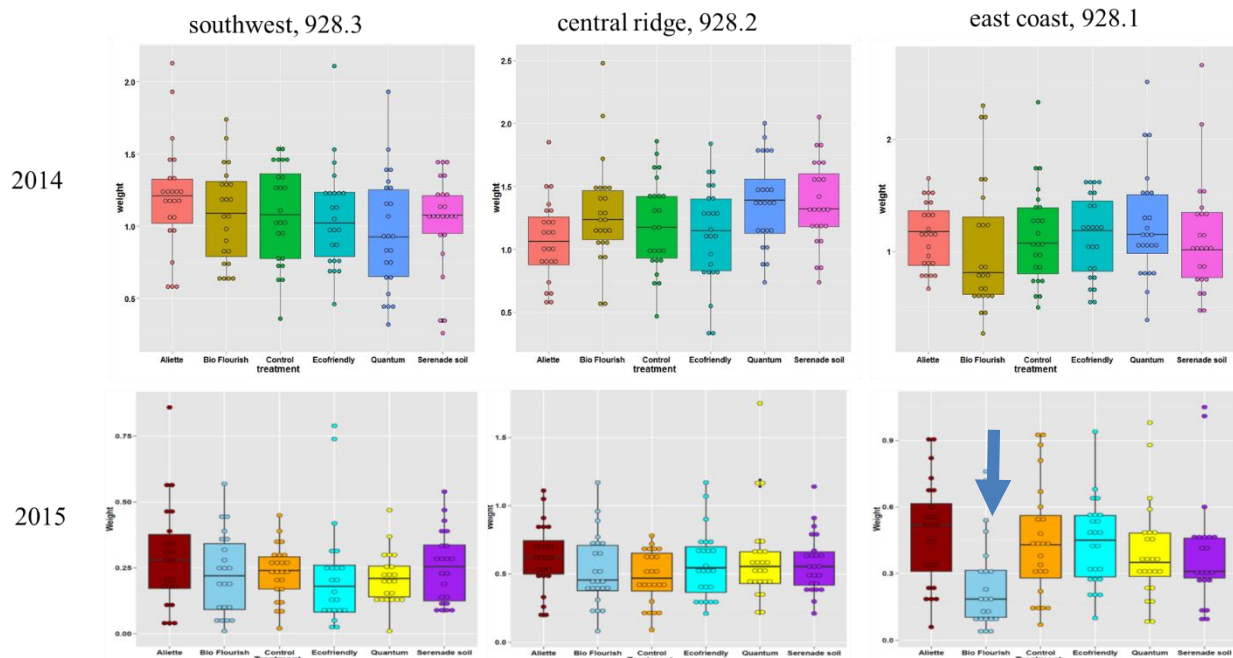 southwest, 928.3
central ridge, 928.2
east coast, 928.1
2014
weight
2.0
1.5
1.0
0.5
Aliette Bio Flourish Control Ecofriendly Quantum Serenade soil
treatment
weight
2.5
2.0
1.5
1.0
0.5
Aliette Bio Flourish Control Ecofriendly Quantum Serenade soil
treatment
weight
2
1
Aliette Bio Flourish Control Ecofriendly Quantum Serenade soil
treatment
2015
Weight
0.75
0.50
0.25
0.00
Aliette Bio Flourish Control Ecofriendly Quantum Serenade soil
Treatment
Weight
1.5
1.0
0.5
0.0
Aliette Bio Flourish Control Ecofriendly Quantum Serenade soil
Treatment
Weight
0.9
0.6
0.3
0.0
Aliette Bio Flourish Control Ecofriendly Quantum Serenade soil